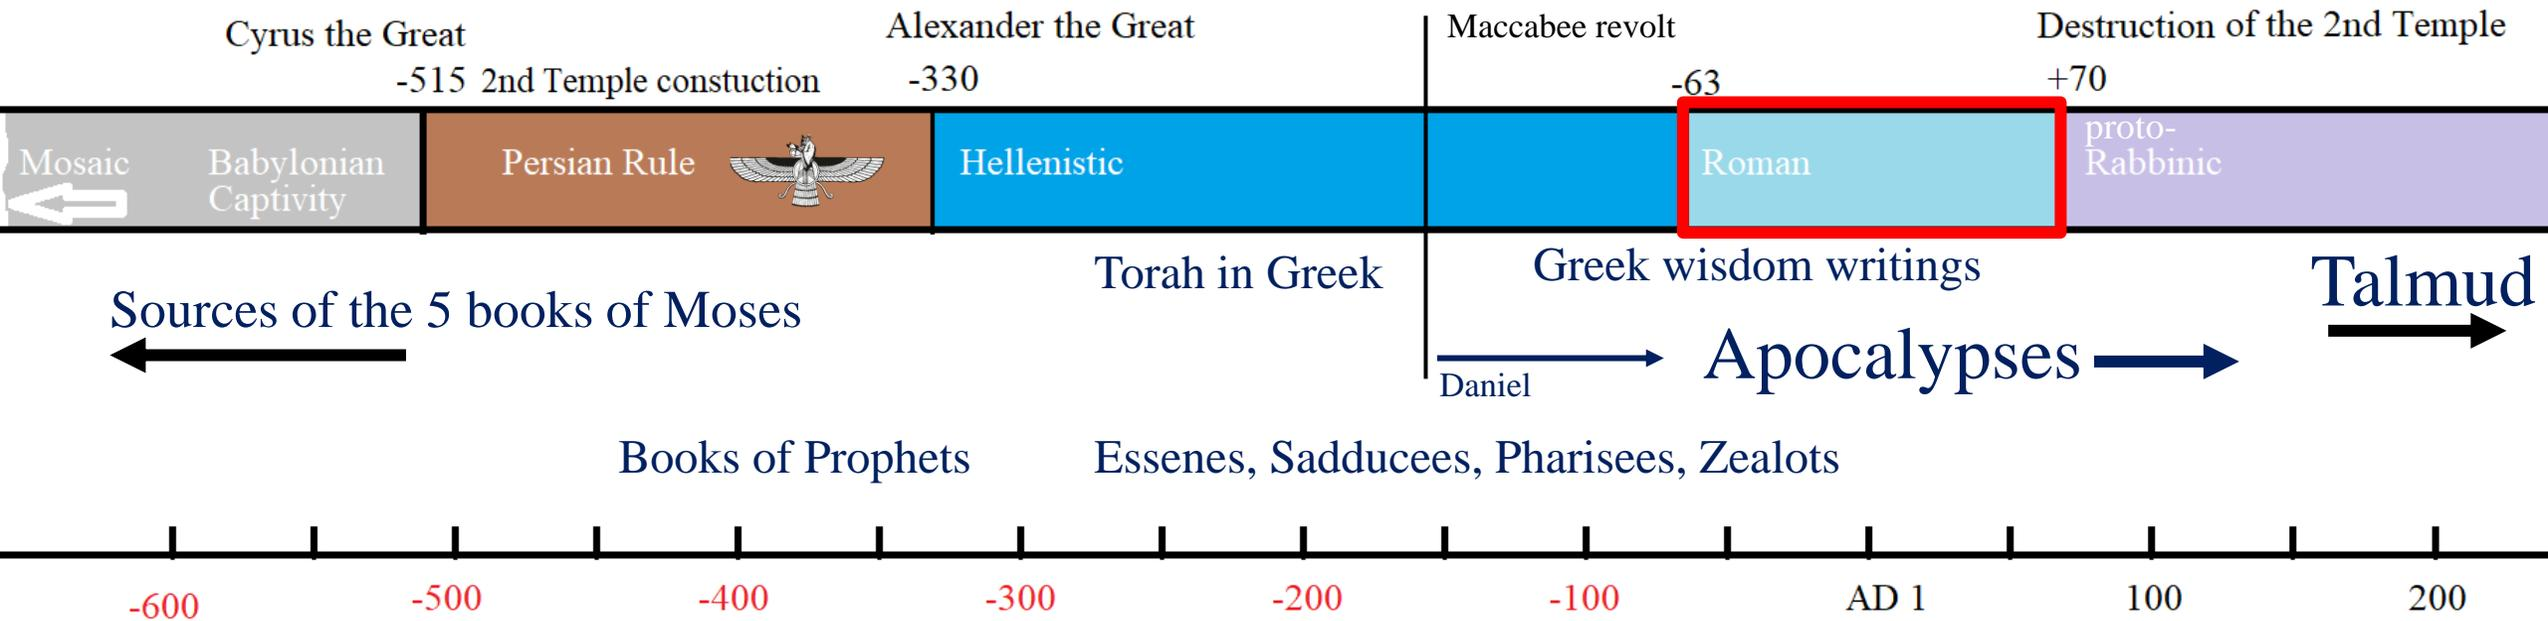 Cyrus the Great
Alexander the Great
Maccabee revolt
Destruction of the 2nd Temple
-515 2nd Temple constuction
-330
-63
+70
Mosaic
Babylonian
Captivity
Persian Rule
Hellenistic
Roman
proto-
Rabbinic
Torah in Greek
Greek wisdom writings
Talmud
Sources of the 5 books of Moses
Apocalypses
Daniel
Books of Prophets
Essenes, Sadducees, Pharisees, Zealots
-600
-500
-400
-300
-200
-100
AD 1
100
200